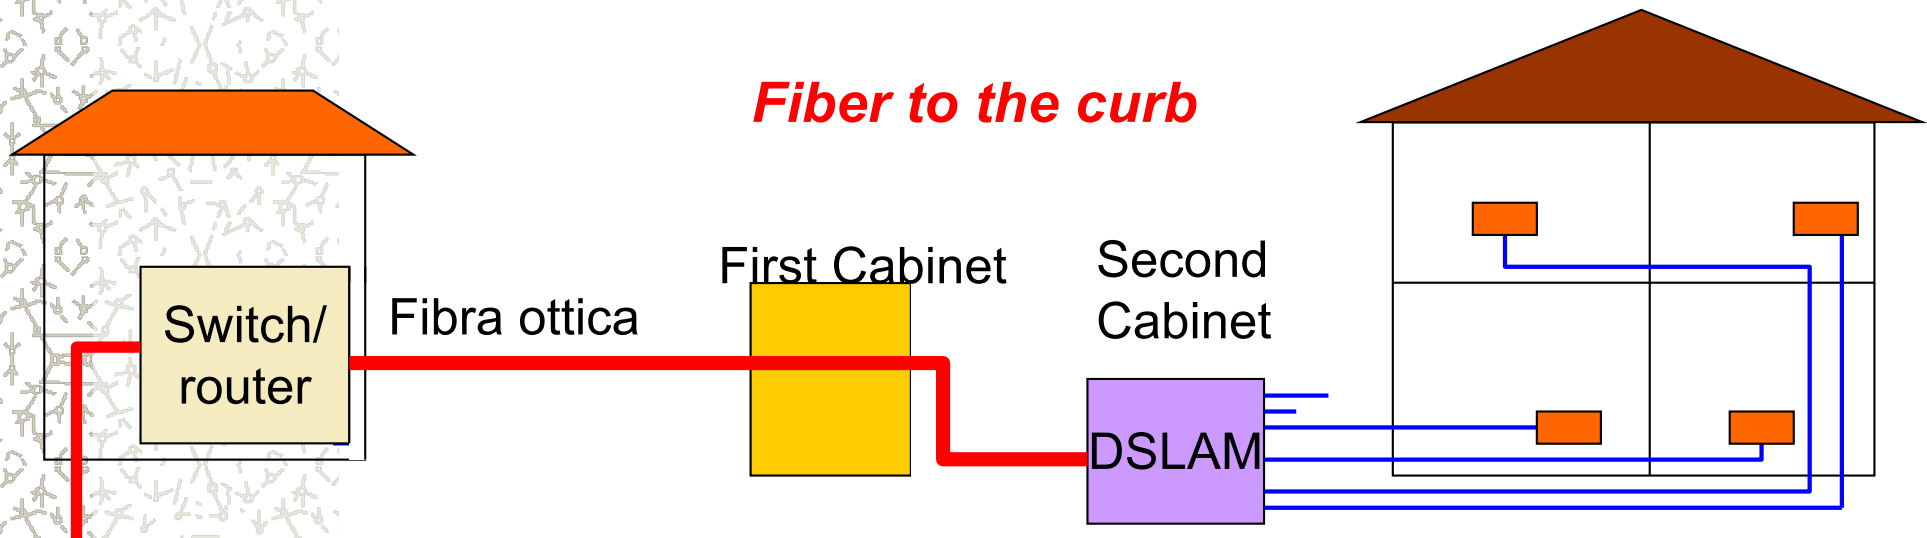 Fiber to the curb
First Cabinet
Second
Cabinet
Fibra ottica
Switch/
router
DSLAM